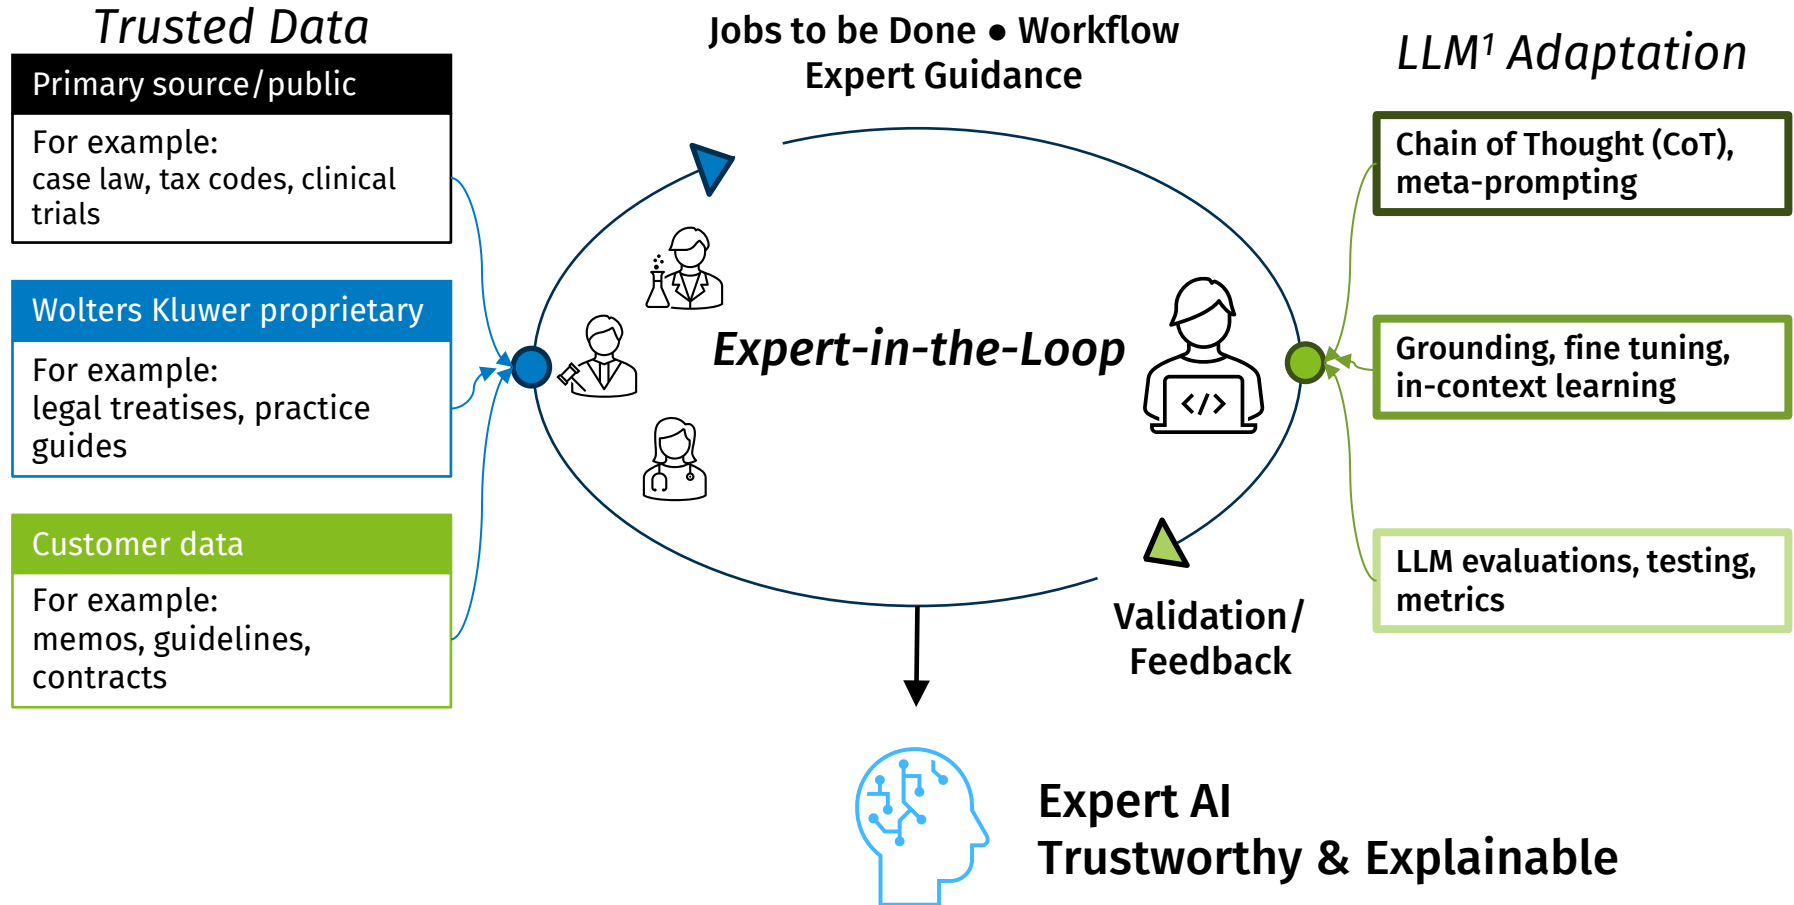 Trusted Data
Primary source/public
For example:
case law, tax codes, clinical
trials
Wolters Kluwer proprietary
For example:
legal treatises, practice
guides
Customer data
For example:
memos, guidelines,
contracts
Jobs to be Done ● Workflow
Expert Guidance
Expert-in-the-Loop
</>
Validation/
Feedback
LLM¹ Adaptation
Chain of Thought (CoT),
meta-prompting
Grounding, fine tuning,
in-context learning
LLM evaluations, testing,
metrics
Expert AI
Trustworthy & Explainable